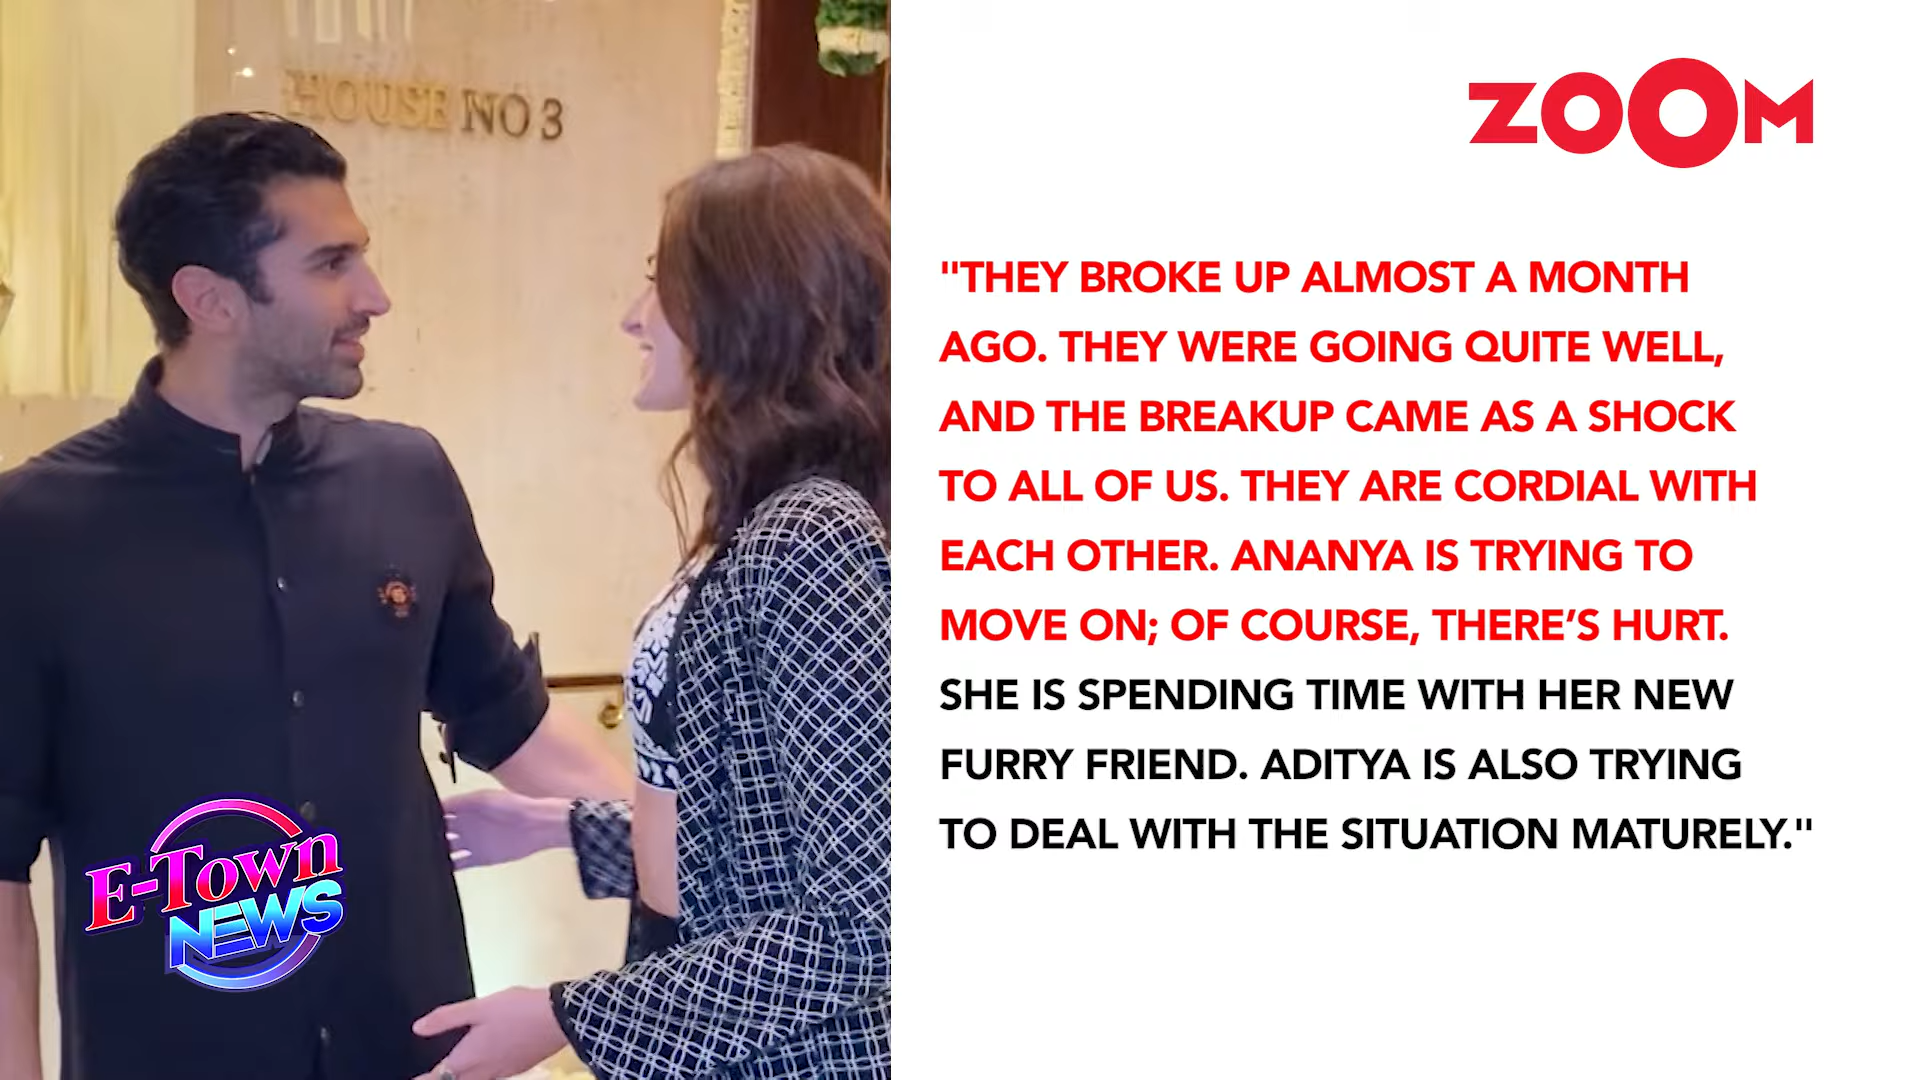 HOUSE NO 3
E-TOWN
NEWS
ZOOM
"THEY BROKE UP ALMOST A MONTH
AGO. THEY WERE GOING QUITE WELL,
AND THE BREAKUP CAME AS A SHOCK
TO ALL OF US. THEY ARE CORDIAL WITH
EACH OTHER. ANANYA IS TRYING TO
MOVE ON; OF COURSE, THERE’S HURT.
SHE IS SPENDING TIME WITH HER NEW
FURRY FRIEND. ADITYA IS ALSO TRYING
TO DEAL WITH THE SITUATION MATURELY."